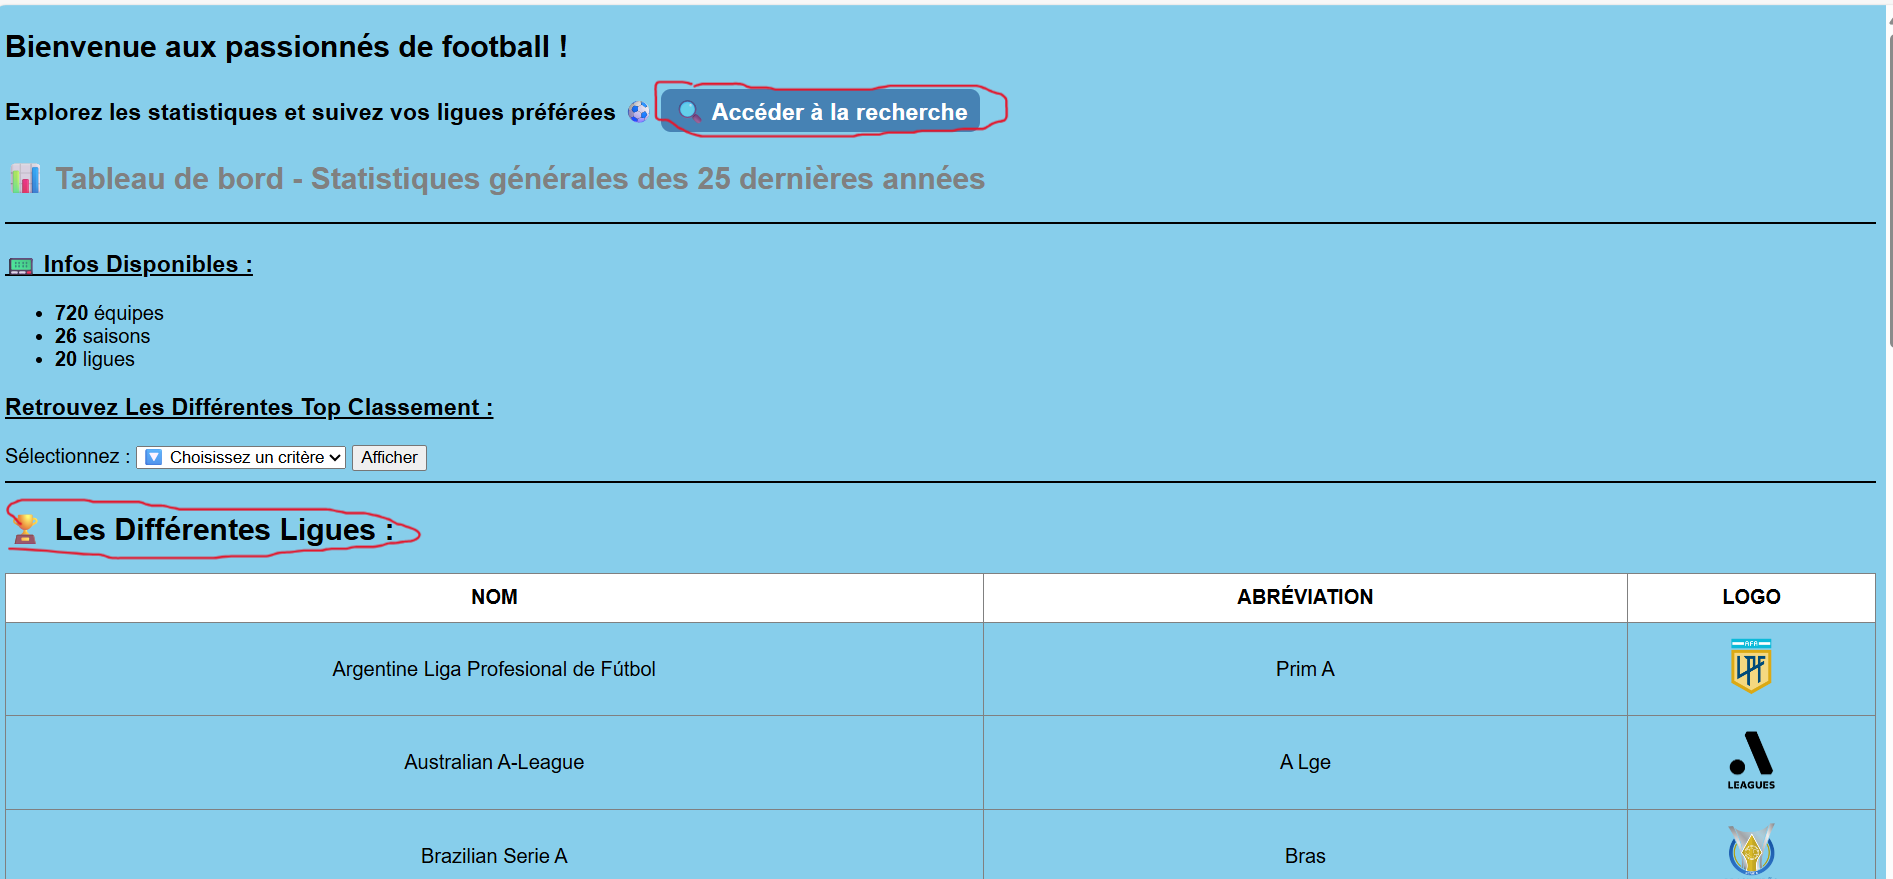 Bienvenue aux passionnés de football !
Explorez les statistiques et suivez vos ligues préférées ⚽ 🔍 Accéder à la recherche
📊 Tableau de bord - Statistiques générales des 25 dernières années
Infos Disponibles :
• 720 équipes
• 26 saisons
• 20 ligues
Retrouvez Les Différentes Top Classement :
Sélectionnez : 🔽 Choisissez un critère Afficher
🏆 Les Différentes Ligues :
NOM ABRÉVIATION LOGO
AFA
Argentine Liga Profesional de Fútbol Prim A LPF
Australian A-League A Lge
LEAGUES
Brazilian Serie A Bras